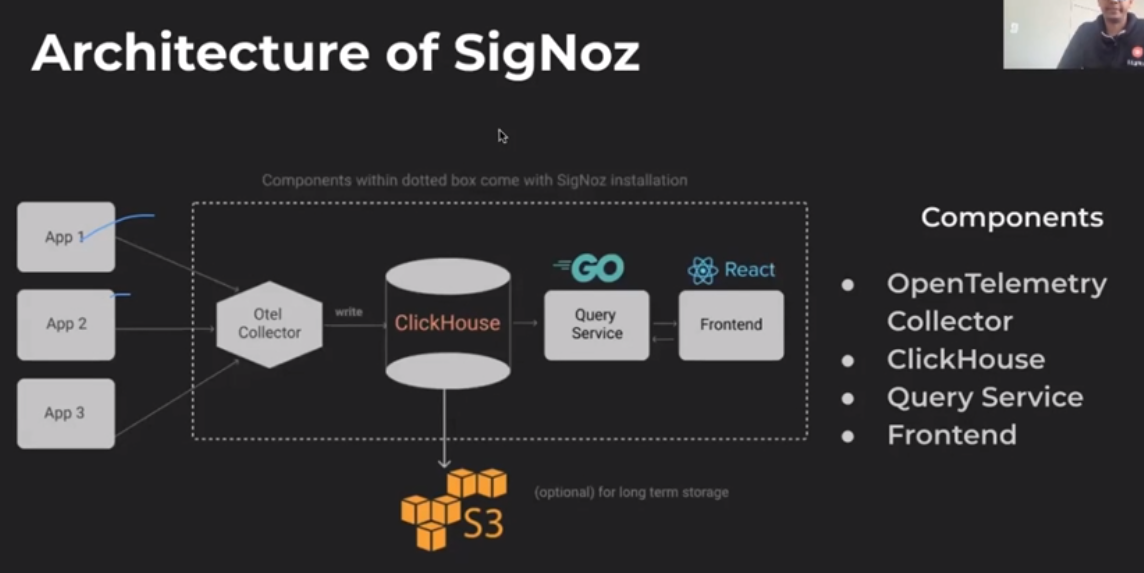 Architecture of SigNoz
Components within dotted box come with SigNoz installation
App 1
App 2
App 3
Otel
Collector
write
ClickHouse
GO
Query
Service
React
Frontend
S3
(optional) for long term storage
Components
● OpenTelemetry
Collector
● ClickHouse
● Query Service
● Frontend